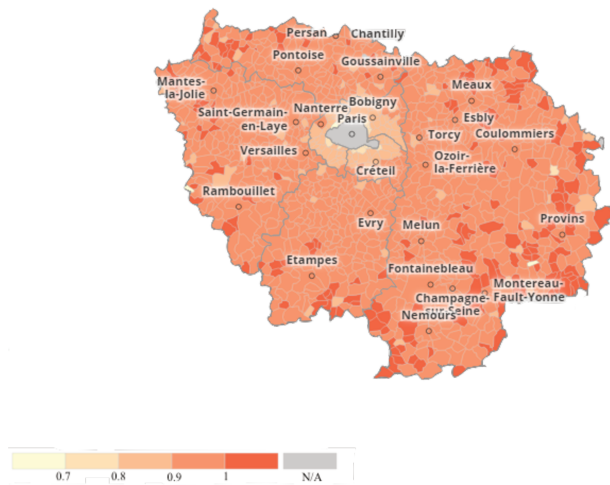 Persan
Chantilly
Pontoise
Goussainville
Mantes-
la-Jolie
Meaux
Bobigny
Saint-Germain-
en-Laye
Nanterre
Paris
Esbly
Torcy
Coulommiers
Versailles
Créteil
Ozoir-
la-Ferrière
Rambouillet
Evry
Melun
Provins
Etampes
Fontainebleau
Champagne-
sur-Seine
Montereau-
Fault-Yonne
Nemours
0.7 0.8 0.9 1 N/A